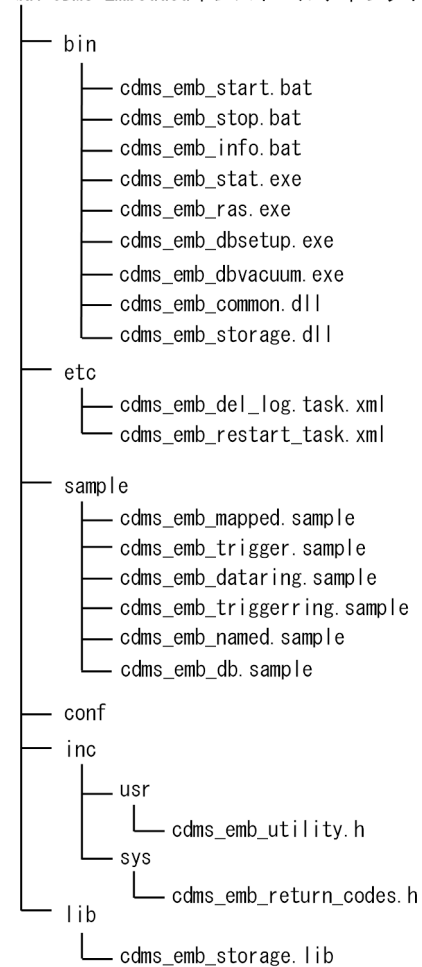 bin
cdms_emb_start.bat
cdms_emb_stop.bat
cdms_emb_info.bat
cdms_emb_stat.exe
cdms_emb_ras.exe
cdms_emb_dbsetup.exe
cdms_emb_dbvacuum.exe
cdms_emb_common.dll
cdms_emb_storage.dll
etc
cdms_emb_del_log.task.xml
cdms_emb_restart_task.xml
sample
cdms_emb_mapped.sample
cdms_emb_trigger.sample
cdms_emb_dataring.sample
cdms_emb_triggerring.sample
cdms_emb_named.sample
cdms_emb_db.sample
conf
inc
usr
cdms_emb_utility.h
sys
cdms_emb_return_codes.h
lib
cdms_emb_storage.lib